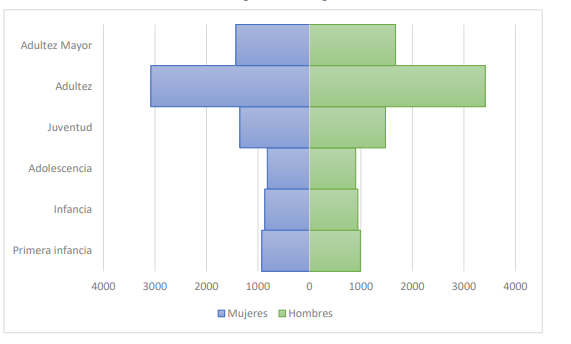 Adultez Mayor
Adultez
Juventud
Adolescencia
Infancia
Primera infancia
4000 3000 2000 1000 0 1000 2000 3000 4000
Mujeres Hombres